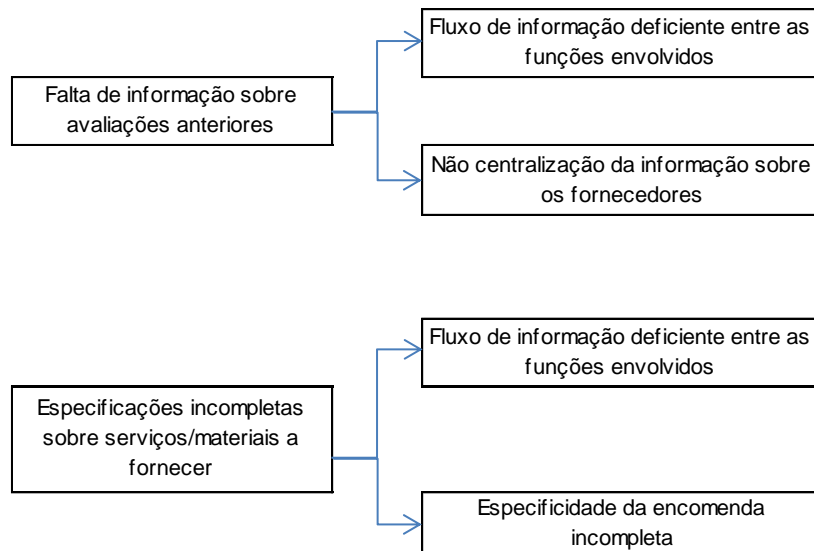 Fluxo de informação deficiente entre as
funções envolvidos
Falta de informação sobre
avaliações anteriores
Não centralização da informação sobre
os fornecedores
Fluxo de informação deficiente entre as
funções envolvidos
Especificações incompletas
sobre serviços/materiais a
fornecer
Especificidade da encomenda
incompleta